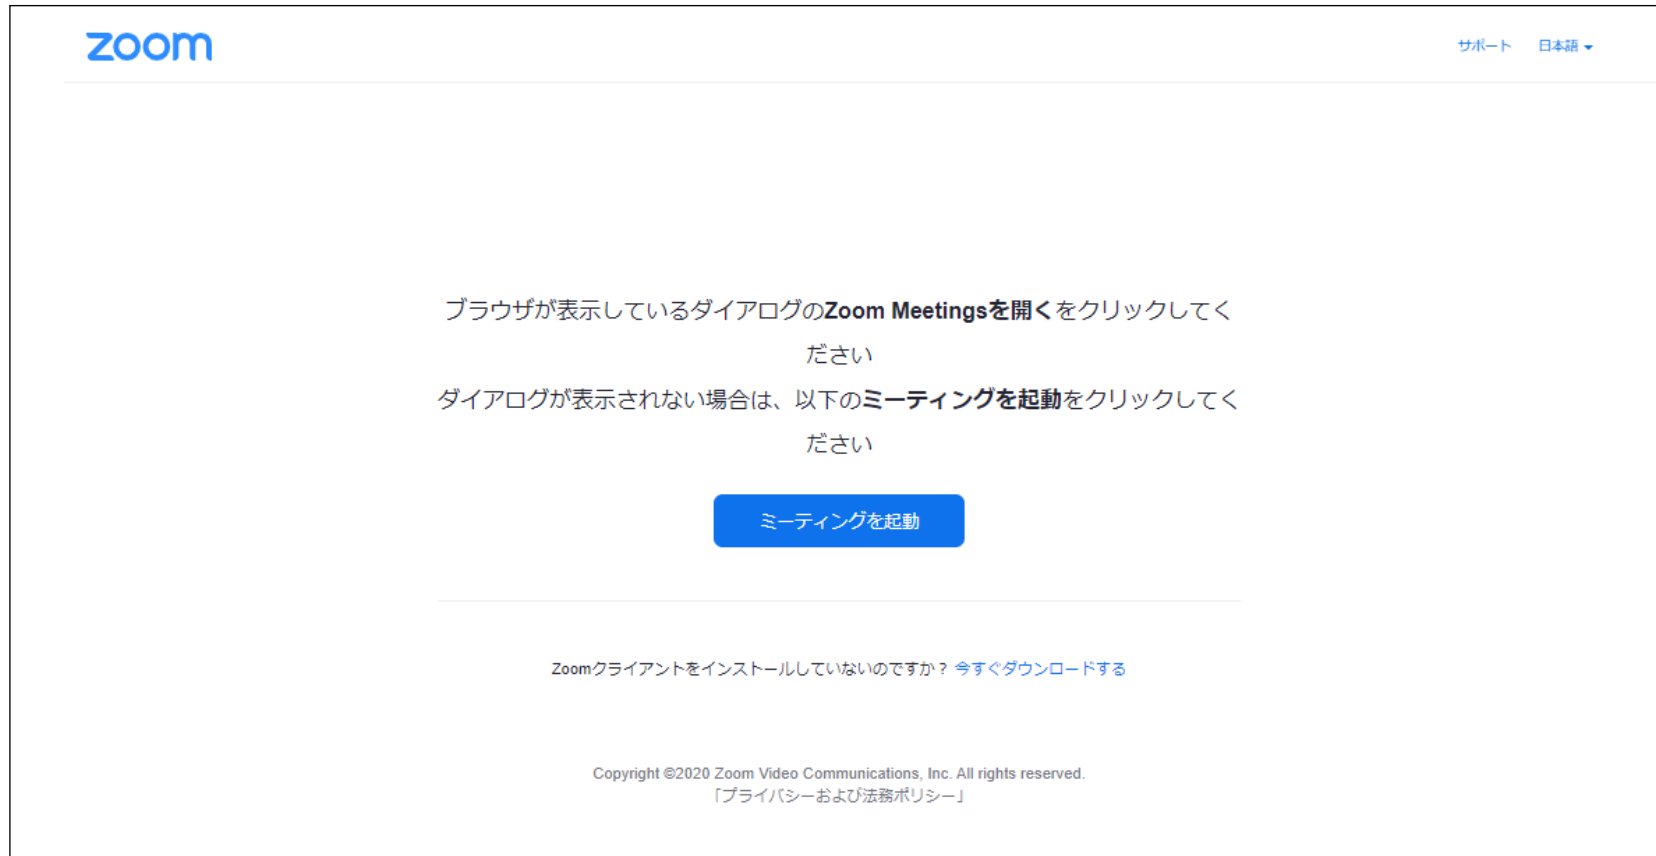 zoom
サポート 日本語
ブラウザが表示しているダイアログのZoom Meetingsを開くをクリックしてく
ださい
ダイアログが表示されない場合は、以下のミーティングを起動をクリックしてく
ださい
ミーティングを起動
Zoomクライアントをインストールしていないのですか？ 今すぐダウンロードする
Copyright ©2020 Zoom Video Communications, Inc. All rights reserved.
「プライバシーおよび法務ポリシー」